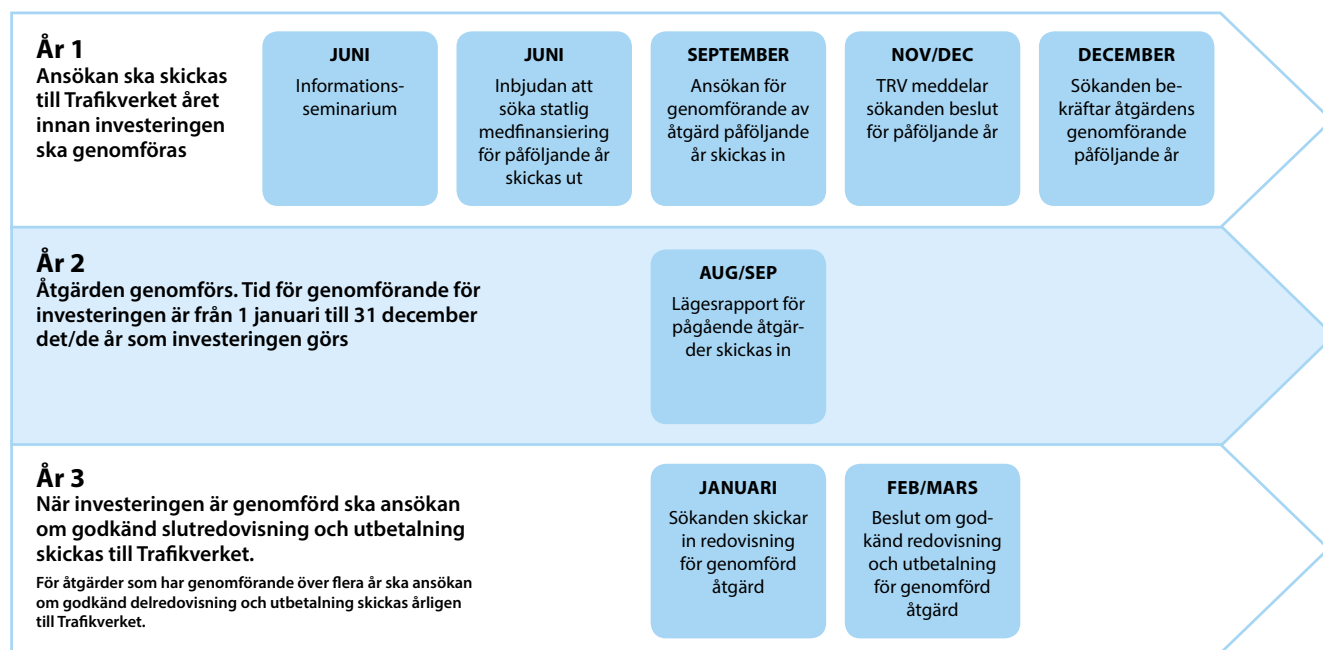 År 1
Ansökan ska skickas
till Trafikverket året
innan investeringen
ska genomföras
JUNI
Informations-
seminarium
JUNI
Inbjudan att
söka statlig
medfinansiering
för påföljande år
skickas ut
SEPTEMBER
Ansökan för
genomförande av
åtgärd påföljande
år skickas in
NOV/DEC
TRV meddelar
sökanden beslut
för påföljande år
DECEMBER
Sökanden be-
kräftar åtgärdens
genomförande
påföljande år
År 2
Åtgärden genomförs. Tid för genomförande för
investeringen är från 1 januari till 31 december
det/de år som investeringen görs
AUG/SEP
Lägesrapport för
pågående åtgär-
der skickas in
År 3
När investeringen är genomförd ska ansökan
om godkänd slutredovisning och utbetalning
skickas till Trafikverket.
För åtgärder som har genomförande över flera år ska ansökan
om godkänd delredovisning och utbetalning skickas årligen
till Trafikverket.
JANUARI
Sökanden skickar
in redovisning
för genomförd
åtgärd
FEB/MARS
Beslut om god-
känd redovisning
och utbetalning
för genomförd
åtgärd